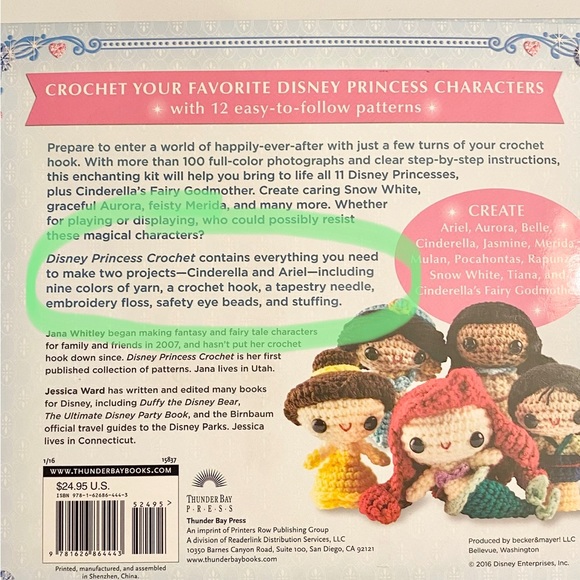 CROCHET YOUR FAVORITE DISNEY PRINCESS CHARACTERS
with 12 easy-to-follow patterns
Prepare to enter a world of happily-ever-after with just a few turns of your crochet
hook. With more than 100 full-color photographs and clear step-by-step instructions,
this enchanting kit will help you bring to life all 11 Disney Princesses,
plus Cinderella's Fairy Godmother. Create caring Snow White,
graceful Aurora, feisty Merida, and many more. Whether
for playing or displaying, who could possibly resist
these magical characters?
Disney Princess Crochet contains everything you need
to make two projects—Cinderella and Ariel—including
nine colors of yarn, a crochet hook, a tapestry needle,
embroidery floss, safety eye beads, and stuffing.
CREATE
Ariel, Aurora, Belle,
Cinderella, Jasmine, Merida,
Mulan, Pocahontas, Rapun
Snow White, Tiana, and
Cinderella's Fairy Godmothe
Jana Whitley began making fantasy and fairy tale characters
for family and friends in 2007, and hasn't put her crochet
hook down since. Disney Princess Crochet is her first
published collection of patterns. Jana lives in Utah.
Jessica Ward has written and edited many books
for Disney, including Duffy the Disney Bear,
The Ultimate Disney Party Book, and the Birnbaum
official travel guides to the Disney Parks. Jessica
lives in Connecticut.
1/16 15837
WWW.THUNDERBAYBOOKS.COM
$24.95 U.S.
ISBN 978-1-62686-444-3
52495>
9 781626 864443
Printed, manufactured, and assembled
in Shenzhen, China.
THUNDER BAY
P·R·E·S·S
Thunder Bay Press
An imprint of Printers Row Publishing Group
A division of Readerlink Distribution Services, LLC
10350 Barnes Canyon Road, Suite 100, San Diego, CA 92121
www.thunderbaybooks.com
Produced by becker&mayer! LLC
Bellevue, Washington
© 2016 Disney Enterprises, Inc.